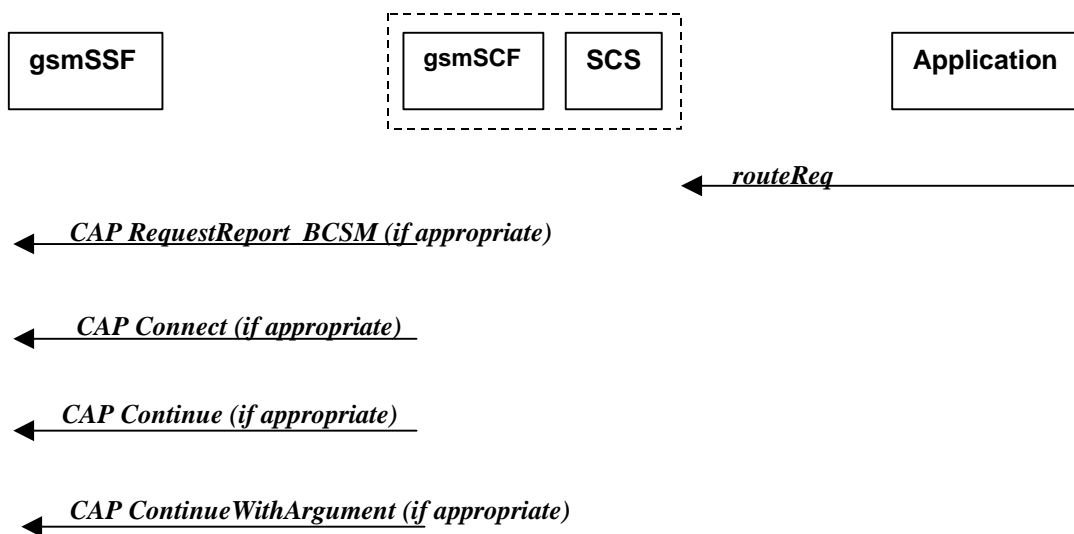 gsmSSF
gsmSCF
SCS
Application
routeReq
CAP RequestReport BCSM (if appropriate)
CAP Connect (if appropriate)
CAP Continue (if appropriate)
CAP ContinueWithArgument (if appropriate)